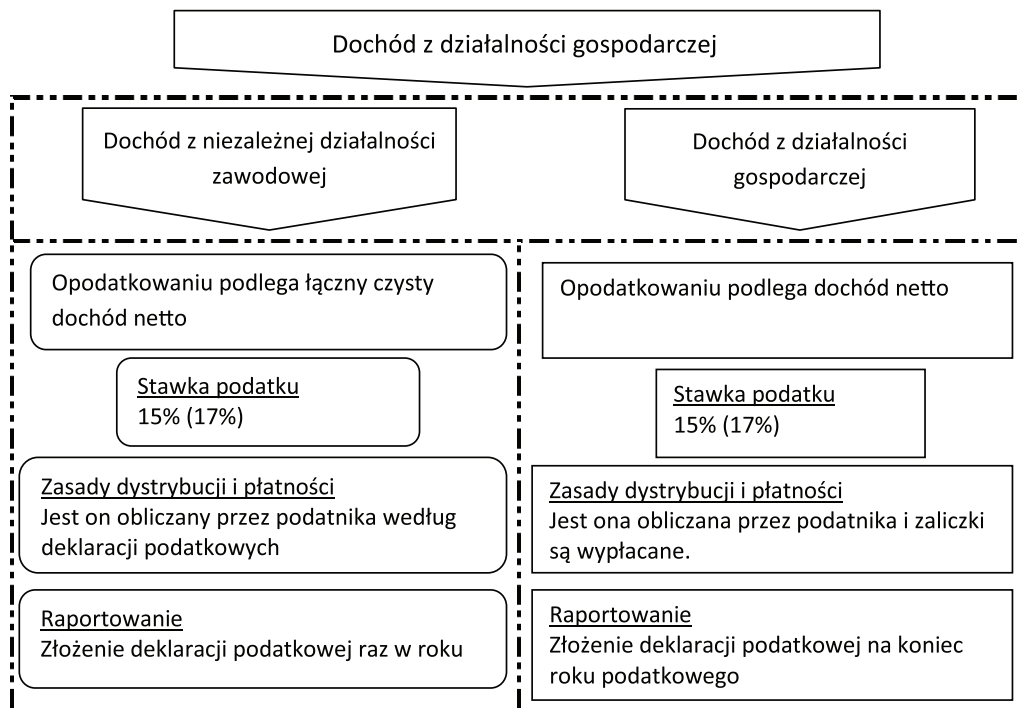 Dochód z działalności gospodarczej
Dochód z niezależnej działalności
zawodowej
Dochód z działalności
gospodarczej
Opodatkowaniu podlega łączny czysty
dochód netto
Stawka podatku
15% (17%)
Zasady dystrybucji i płatności
Jest on obliczany przez podatnika według
deklaracji podatkowych
Raportowanie
Złożenie deklaracji podatkowej raz w roku
Opodatkowaniu podlega dochód netto
Stawka podatku
15% (17%)
Zasady dystrybucji i płatności
Jest ona obliczana przez podatnika i zaliczki
są wypłacane.
Raportowanie
Złożenie deklaracji podatkowej na koniec
roku podatkowego